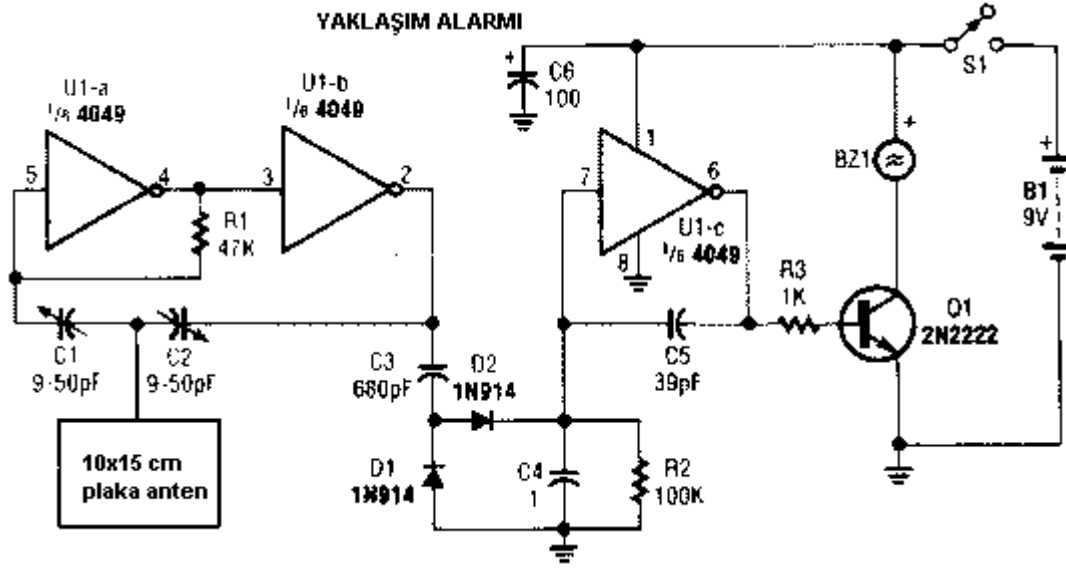 YAKLAŞIM ALARMI
U1-a
1/6 4049
5
4
R1
47K
U1-b
1/6 4049
3
2
C1
9-50pF
C2
9-50pF
10x15 cm
plaka anten
C3
680pF
D2
1N914
D1
1N914
C4
1
R2
100K
+
C6
100
1
7
6
8
U1-c
1/6 4049
C5
39pF
R3
1K
BZ1
+
Q1
2N2222
S1
+
B1
9V